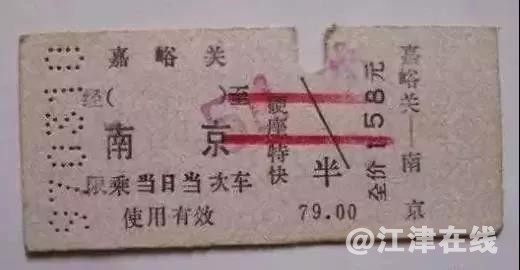 嘉峪关
经( )至
南京
限乘当日当次车
使用有效
硬座特快
半
79.00
全价158元
嘉峪关—南京
@江津在线